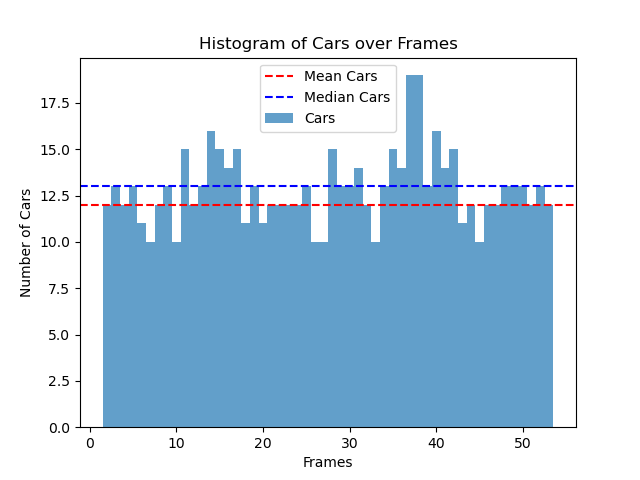 Histogram of Cars over Frames
Mean Cars
Median Cars
Cars
17.5
15.0
12.5
10.0
7.5
5.0
2.5
0.0
Number of Cars
0 10 20 30 40 50
Frames